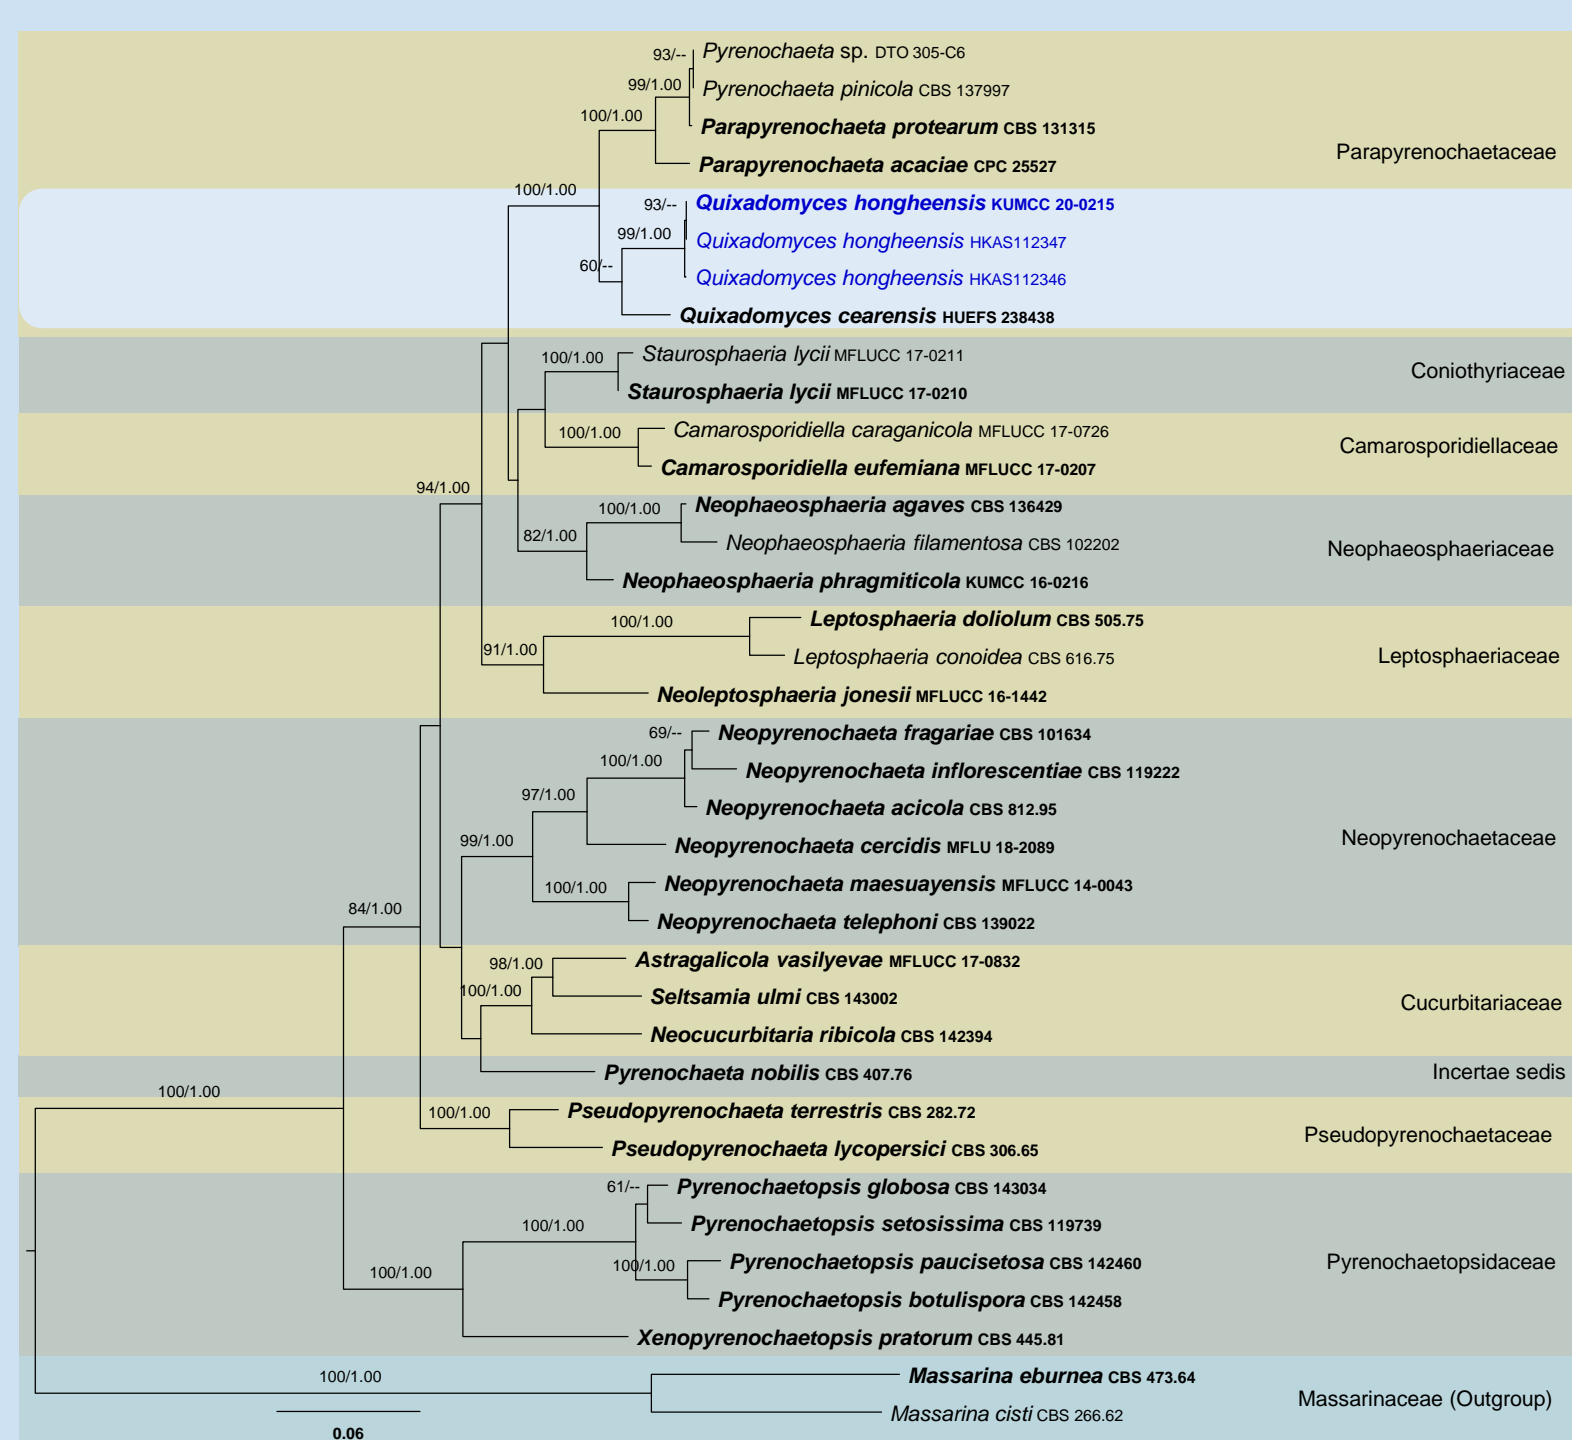 93/-- Pyrenochaeta sp. DTO 305-C6
99/1.00 Pyrenochaeta pinicola CBS 137997
100/1.00 Parapyrenochaeta protearum CBS 131315
Parapyrenochaetaceae
Parapyrenochaeta acaciae CPC 25527
100/1.00
93/-- Quixadomyces hongheensis KUMCC 20-0215
99/1.00 Quixadomyces hongheensis HKAS112347
60/-- Quixadomyces hongheensis HKAS112346
Quixadomyces cearensis HUEFS 238438
100/1.00 Staurosphaeria lycii MFLUCC 17-0211
Coniothyriaceae
Staurosphaeria lycii MFLUCC 17-0210
100/1.00 Camarosporidiella caraganicola MFLUCC 17-0726
Camarosporidiellaceae
Camarosporidiella eufemiana MFLUCC 17-0207
94/1.00
100/1.00 Neophaeosphaeria agaves CBS 136429
82/1.00 Neophaeosphaeria filamentosa CBS 102202
Neophaeosphaeriaceae
Neophaeosphaeria phragmiticola KUMCC 16-0216
100/1.00 Leptosphaeria doliolum CBS 505.75
91/1.00 Leptosphaeria conoidea CBS 616.75
Leptosphaeriaceae
Neoleptosphaeria jonesii MFLUCC 16-1442
69/-- Neopyrenochaeta fragariae CBS 101634
100/1.00 Neopyrenochaeta inflorescentiae CBS 119222
97/1.00 Neopyrenochaeta acicola CBS 812.95
Neopyrenochaetaceae
99/1.00 Neopyrenochaeta cercidis MFLU 18-2089
100/1.00 Neopyrenochaeta maesuayensis MFLUCC 14-0043
84/1.00 Neopyrenochaeta telephoni CBS 139022
98/1.00 Astragalicola vasilyevae MFLUCC 17-0832
100/1.00 Seltsamia ulmi CBS 143002
Cucurbitariaceae
Neocucurbitaria ribicola CBS 142394
Pyrenochaeta nobilis CBS 407.76 Incertae sedis
100/1.00
100/1.00 Pseudopyrenochaeta terrestris CBS 282.72
Pseudopyrenochaetaceae
Pseudopyrenochaeta lycopersici CBS 306.65
61/-- Pyrenochaetopsis globosa CBS 143034
100/1.00 Pyrenochaetopsis setosissima CBS 119739
100/1.00 100/1.00 Pyrenochaetopsis paucisetosa CBS 142460 Pyrenochaetopsidaceae
Pyrenochaetopsis botulispora CBS 142458
Xenopyrenochaetopsis pratorum CBS 445.81
100/1.00 Massarina eburnea CBS 473.64
Massarinaceae (Outgroup)
Massarina cisti CBS 266.62
0.06